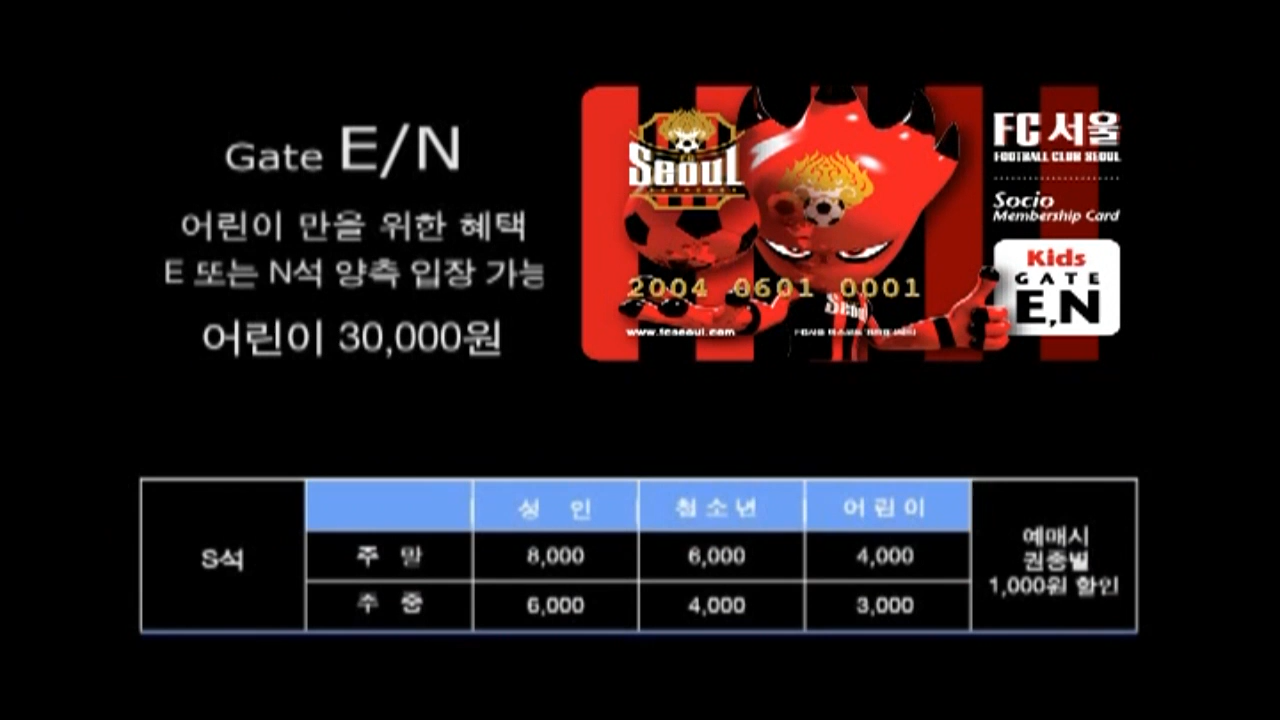 Gate E/N
어린이 만을 위한 혜택
E 또는 N석 양측 입장 가능
어린이 30,000원
Seoul
FC 서울
FOOTBALL CLUB SEOUL
Socio
Membership Card
Kids
GATE
E,N
2004 0601 0001
Seoul
www.fcseoul.com
성 인 청소년 어린이
S석
주 말 8,000 6,000 4,000
주 중 6,000 4,000 3,000
예매시
권종별
1,000원 할인